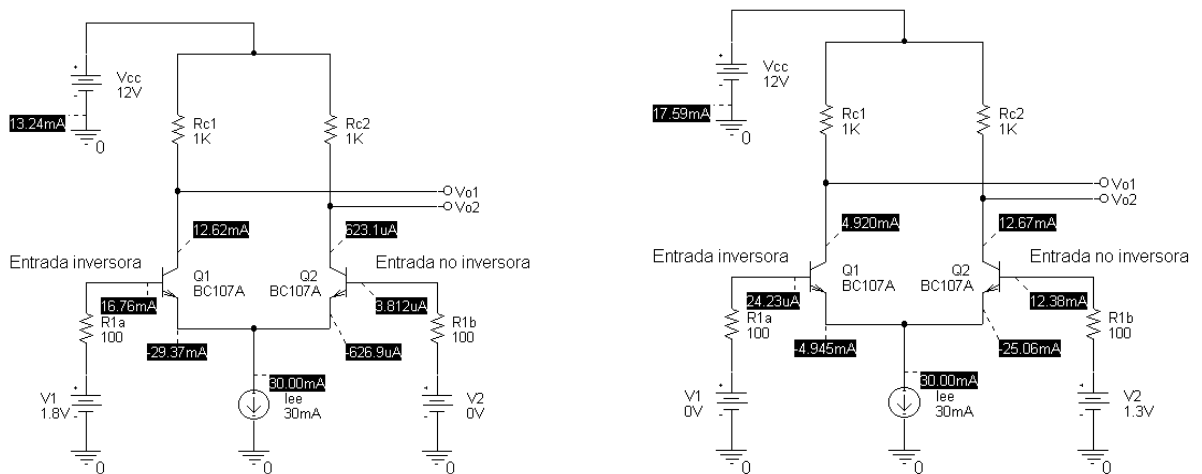 Vcc
12V
13.24mA
0
Rc1
1K
Rc2
1K
Vo1
Vo2
12.62mA
623.1uA
Entrada inversora
Entrada no inversora
Q1
BC107A
Q2
BC107A
16.76mA
3.812uA
R1a
100
R1b
100
-29.37mA
-626.9uA
30.00mA
Iee
30mA
V1
1.8V
V2
0V
0
0
0
Vcc
12V
17.59mA
0
Rc1
1K
Rc2
1K
Vo1
Vo2
4.920mA
12.67mA
Entrada inversora
Entrada no inversora
Q1
BC107A
Q2
BC107A
24.23uA
12.38mA
R1a
100
R1b
100
-4.945mA
-25.06mA
30.00mA
Iee
30mA
V1
0V
V2
1.3V
0
0
0